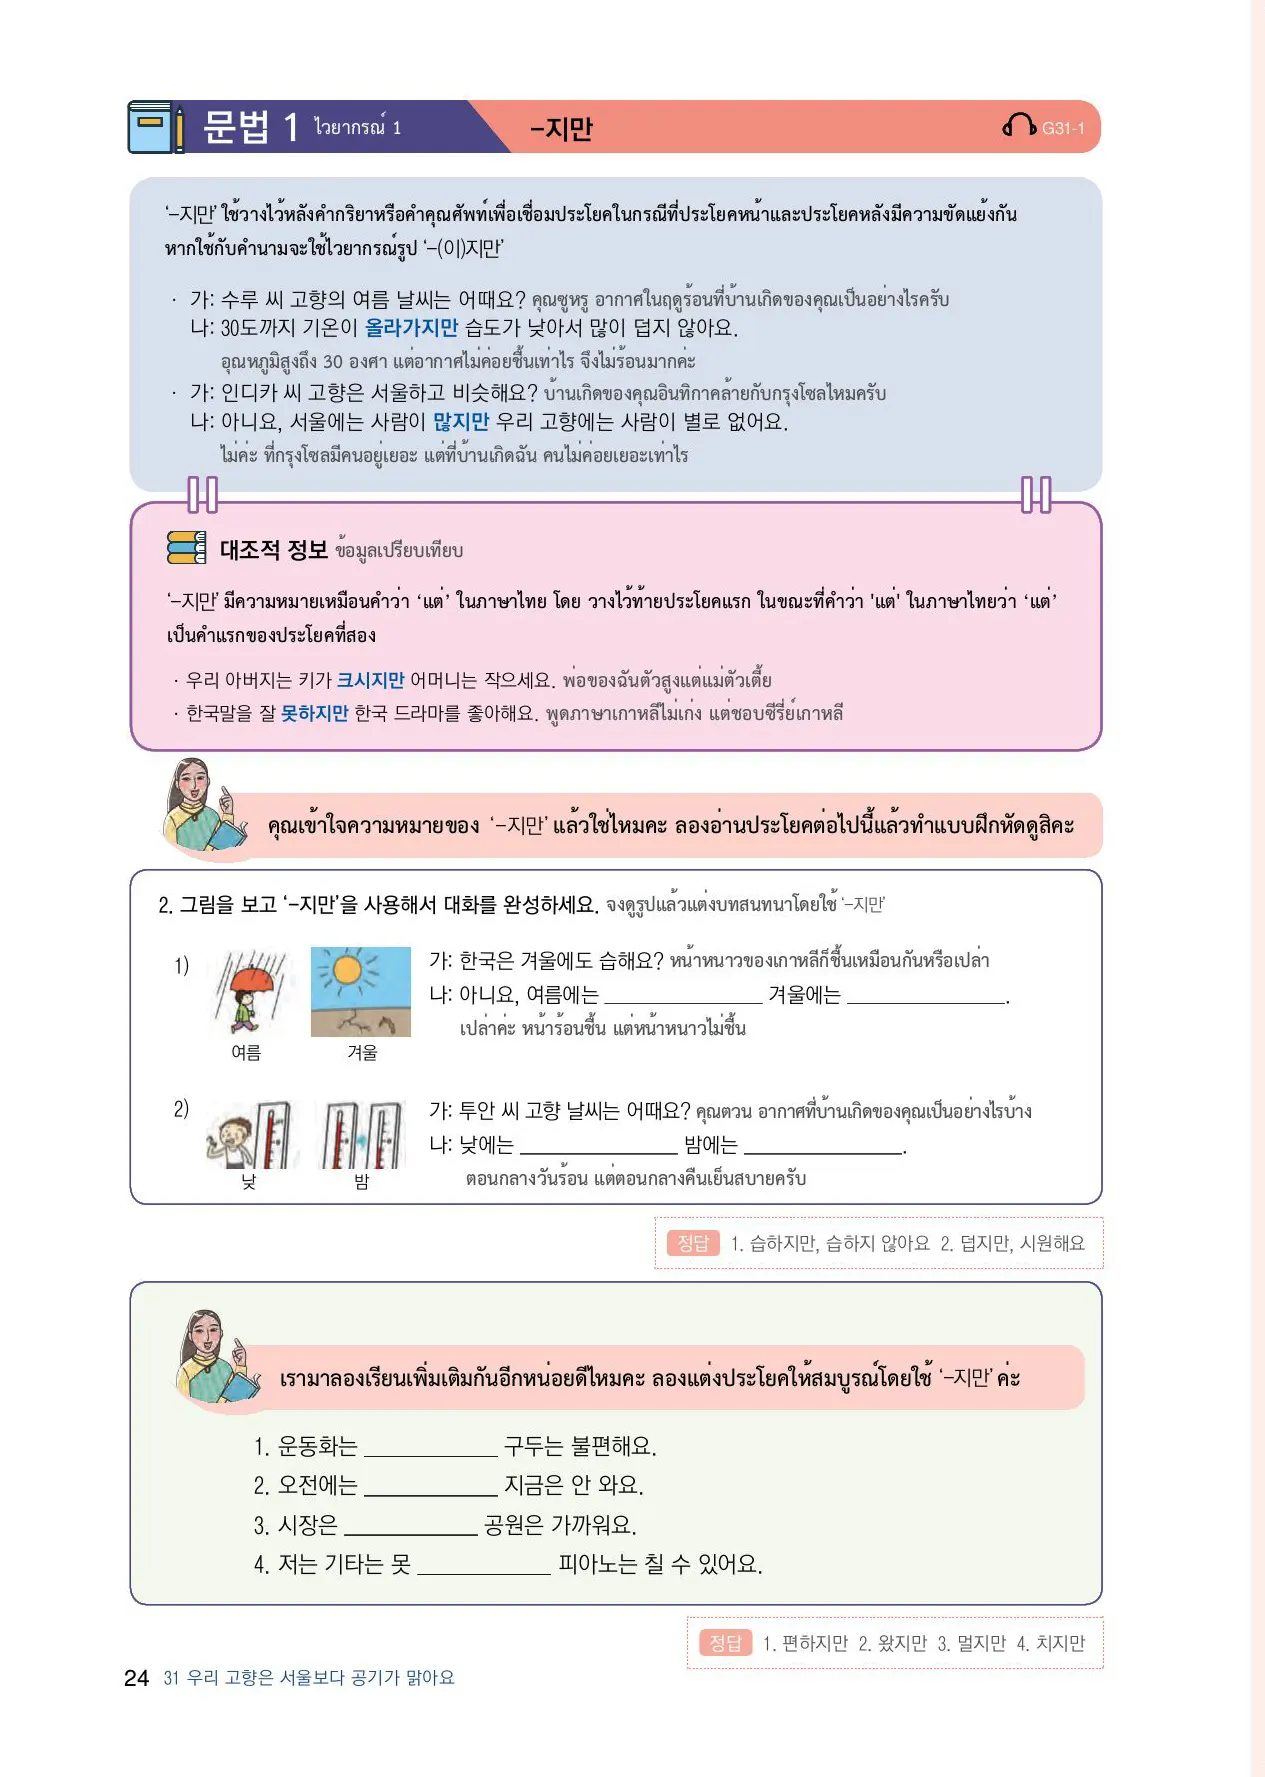 문법 1 ไวยากรณ์ 1 -지만 G31-1
‘-지만’ ใช้วางไว้หลังคำกริยาหรือคำคุณศัพท์เพื่อเชื่อมประโยคในกรณีที่ประโยคหน้าและประโยคหลังมีความขัดแย้งกัน
หากใช้กับคำนามจะใช้ไวยากรณ์รูป ‘-(이)지만’
· 가: 수루 씨 고향의 여름 날씨는 어때요? คุณซูหรู อากาศในฤดูร้อนที่บ้านเกิดของคุณเป็นอย่างไรครับ
나: 30도까지 기온이 올라가지만 습도가 낮아서 많이 덥지 않아요.
อุณหภูมิสูงถึง 30 องศา แต่อากาศไม่ค่อยชื้นเท่าไร จึงไม่ร้อนมากค่ะ
· 가: 인디카 씨 고향은 서울하고 비슷해요? บ้านเกิดของคุณอินทิกาคล้ายกับกรุงโซลไหมครับ
나: 아니요, 서울에는 사람이 많지만 우리 고향에는 사람이 별로 없어요.
ไม่ค่ะ ที่กรุงโซลมีคนอยู่เยอะ แต่ที่บ้านเกิดฉัน คนไม่ค่อยเยอะเท่าไร
대조적 정보 ข้อมูลเปรียบเทียบ
‘-지만’ มีความหมายเหมือนคำว่า ‘แต่’ ในภาษาไทย โดย วางไว้ท้ายประโยคแรก ในขณะที่คำว่า 'แต่' ในภาษาไทยว่า ‘แต่’
เป็นคำแรกของประโยคที่สอง
· 우리 아버지는 키가 크시지만 어머니는 작으세요. พ่อของฉันตัวสูงแต่แม่ตัวเตี้ย
· 한국말을 잘 못하지만 한국 드라마를 좋아해요. พูดภาษาเกาหลีไม่เก่ง แต่ชอบซีรี่ย์เกาหลี
คุณเข้าใจความหมายของ ‘-지만’ แล้วใช่ไหมคะ ลองอ่านประโยคต่อไปนี้แล้วทำแบบฝึกหัดดูสิคะ
2. 그림을 보고 ‘-지만’을 사용해서 대화를 완성하세요. จงดูรูปแล้วแต่งบทสนทนาโดยใช้ ‘-지만’
1) 가: 한국은 겨울에도 습해요? หน้าหนาวของเกาหลีก็ชื้นเหมือนกันหรือเปล่า
나: 아니요, 여름에는 ______________ 겨울에는 ______________.
เปล่าค่ะ หน้าร้อนชื้น แต่หน้าหนาวไม่ชื้น
여름 겨울
2) 가: 투안 씨 고향 날씨는 어때요? คุณตวน อากาศที่บ้านเกิดของคุณเป็นอย่างไรบ้าง
나: 낮에는 ______________ 밤에는 ______________.
ตอนกลางวันร้อน แต่ตอนกลางคืนเย็นสบายครับ
낮 밤
정답 1. 습하지만, 습하지 않아요 2. 덥지만, 시원해요
เรามาลองเรียนเพิ่มเติมกันอีกหน่อยดีไหมคะ ลองแต่งประโยคให้สมบูรณ์โดยใช้ ‘-지만’ ค่ะ
1. 운동화는 ____________ 구두는 불편해요.
2. 오전에는 ____________ 지금은 안 와요.
3. 시장은 ____________ 공원은 가까워요.
4. 저는 기타는 못 ____________ 피아노는 칠 수 있어요.
정답 1. 편하지만 2. 왔지만 3. 멀지만 4. 치지만
24 31 우리 고향은 서울보다 공기가 맑아요